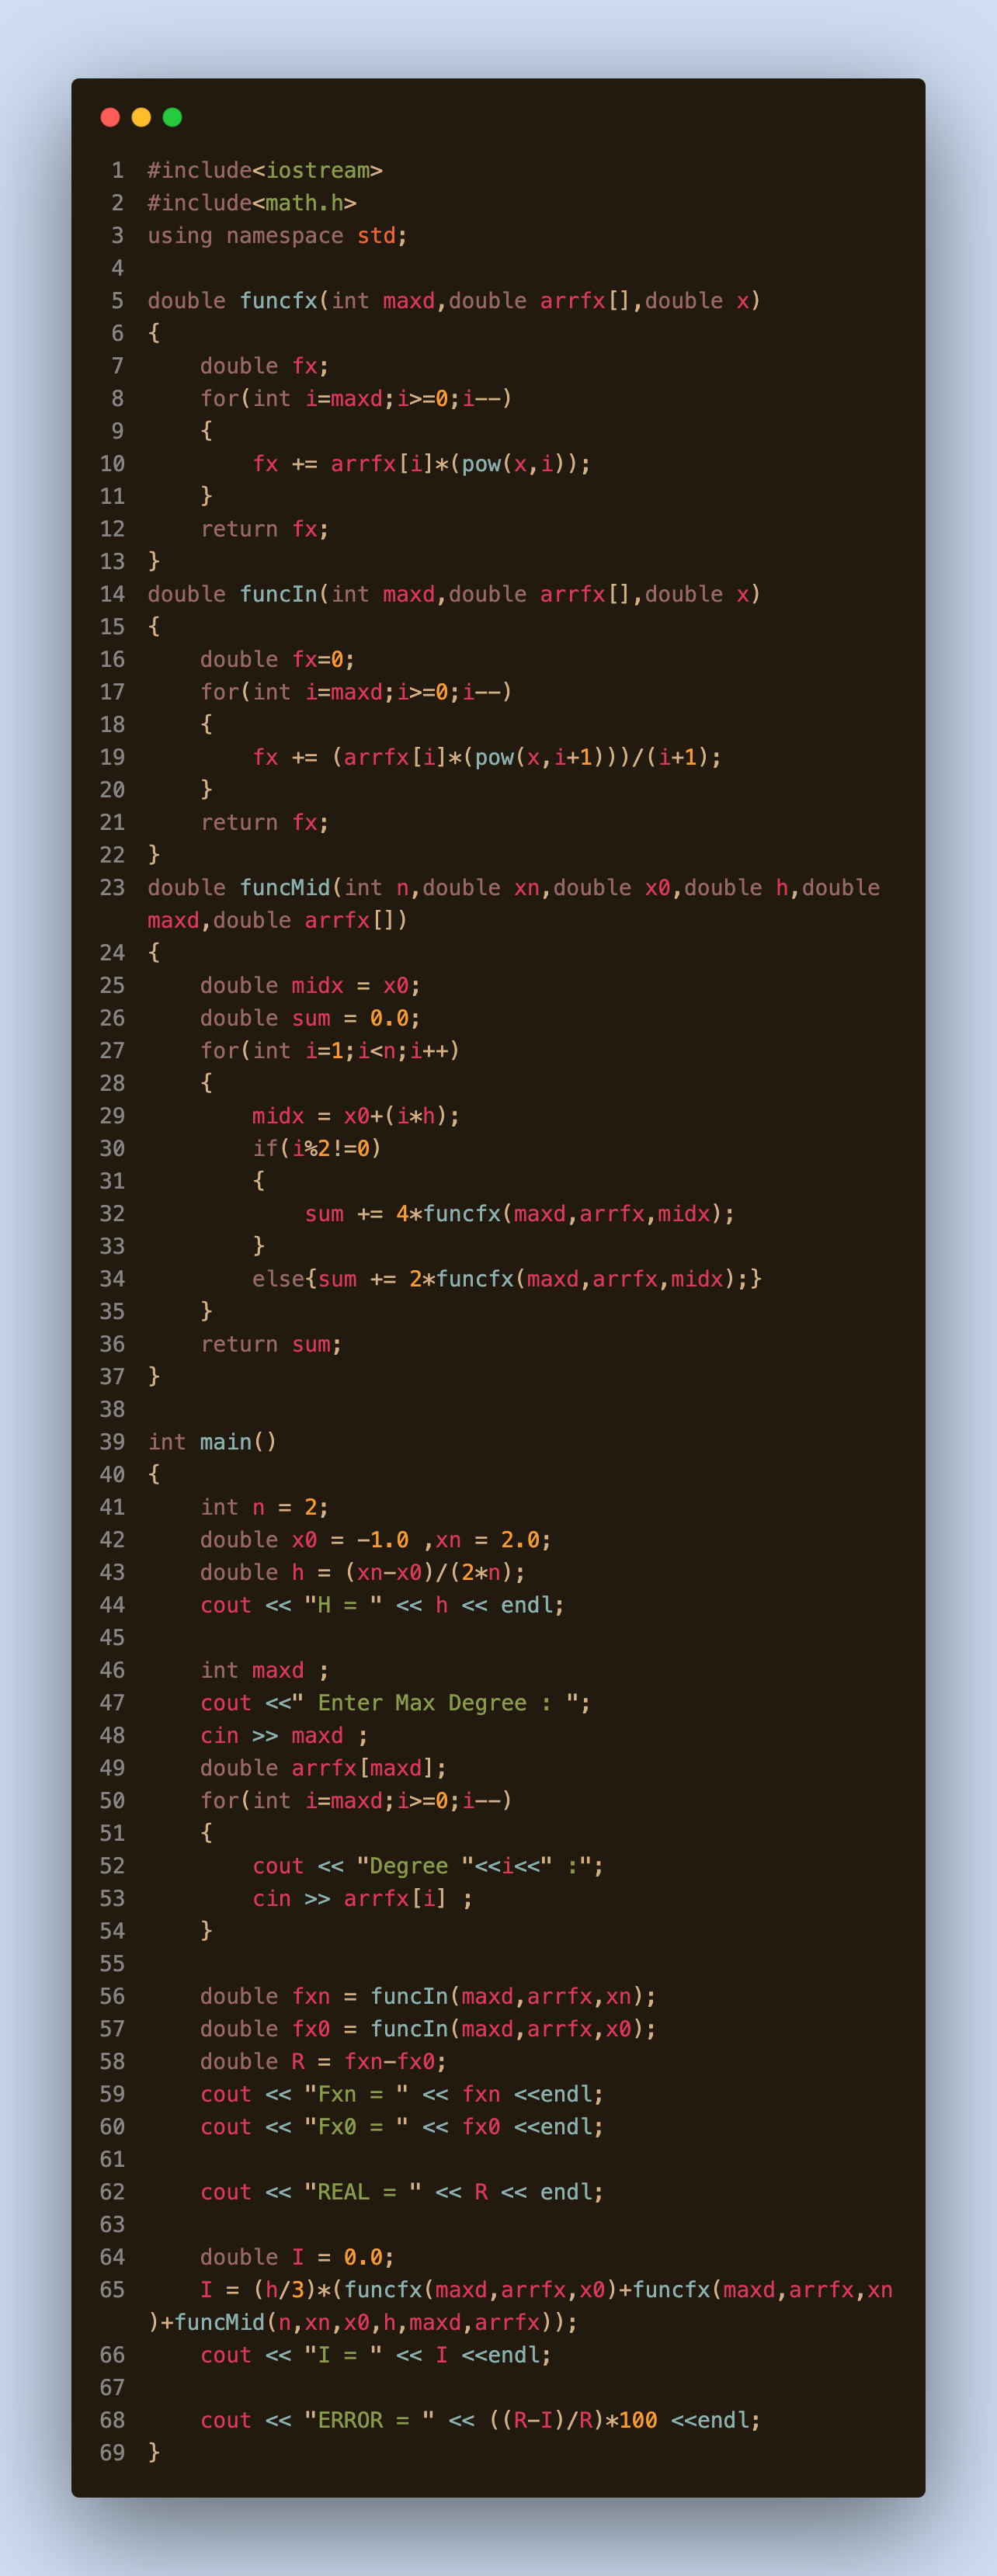 1 #include<iostream>
2 #include<math.h>
3 using namespace std;
4
5 double funcfx(int maxd,double arrfx[],double x)
6 {
7     double fx;
8     for(int i=maxd;i>=0;i--)
9     {
10         fx += arrfx[i]*(pow(x,i));
11     }
12     return fx;
13 }
14 double funcIn(int maxd,double arrfx[],double x)
15 {
16     double fx=0;
17     for(int i=maxd;i>=0;i--)
18     {
19         fx += (arrfx[i]*(pow(x,i+1)))/(i+1);
20     }
21     return fx;
22 }
23 double funcMid(int n,double xn,double x0,double h,double
maxd,double arrfx[])
24 {
25     double midx = x0;
26     double sum = 0.0;
27     for(int i=1;i<n;i++)
28     {
29         midx = x0+(i*h);
30         if(i%2!=0)
31         {
32             sum += 4*funcfx(maxd,arrfx,midx);
33         }
34         else{sum += 2*funcfx(maxd,arrfx,midx);}
35     }
36     return sum;
37 }
38
39 int main()
40 {
41     int n = 2;
42     double x0 = -1.0 ,xn = 2.0;
43     double h = (xn-x0)/(2*n);
44     cout << "H = " << h << endl;
45
46     int maxd ;
47     cout <<" Enter Max Degree : ";
48     cin >> maxd ;
49     double arrfx[maxd];
50     for(int i=maxd;i>=0;i--)
51     {
52         cout << "Degree "<<i<<" :";
53         cin >> arrfx[i] ;
54     }
55
56     double fxn = funcIn(maxd,arrfx,xn);
57     double fx0 = funcIn(maxd,arrfx,x0);
58     double R = fxn-fx0;
59     cout << "Fxn = " << fxn <<endl;
60     cout << "Fx0 = " << fx0 <<endl;
61
62     cout << "REAL = " << R << endl;
63
64     double I = 0.0;
65     I = (h/3)*(funcfx(maxd,arrfx,x0)+funcfx(maxd,arrfx,xn
)+funcMid(n,xn,x0,h,maxd,arrfx));
66     cout << "I = " << I <<endl;
67
68     cout << "ERROR = " << ((R-I)/R)*100 <<endl;
69 }